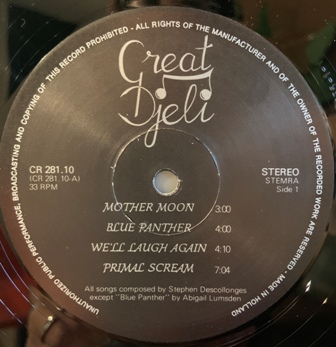 UNAUTHORIZED PUBLIC PERFORMANCE, BROADCASTING AND COPYING OF THIS RECORD PROHIBITED - ALL RIGHTS OF THE MANUFACTURER AND OF THE OWNER OF THE RECORDED WORK ARE RESERVED - MADE IN HOLLAND
Great
Djeli
CR 281.10
(CR 281.10-A)
33 RPM
STEREO
STEMRA
Side 1
MOTHER MOON 3:00
BLUE PANTHER 4:00
WE'LL LAUGH AGAIN 4:10
PRIMAL SCREAM 7:04
All songs composed by Stephen Descollonges
except "Blue Panther" by Abigail Lumsden